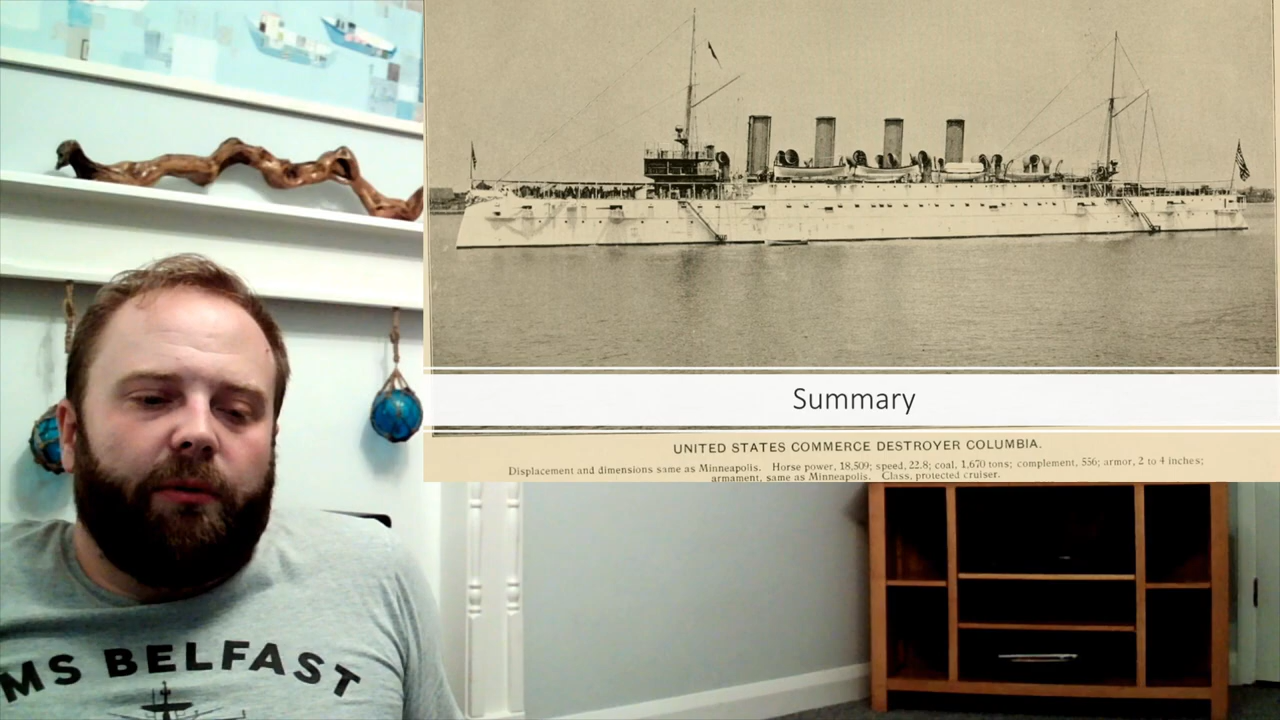 Summary
UNITED STATES COMMERCE DESTROYER COLUMBIA.
Displacement and dimensions same as Minneapolis. Horse power, 18,509; speed, 22.8; coal, 1,670 tons; complement, 556; armor, 2 to 4 inches;
armament, same as Minneapolis. Class, protected cruiser.
MS BELFAST